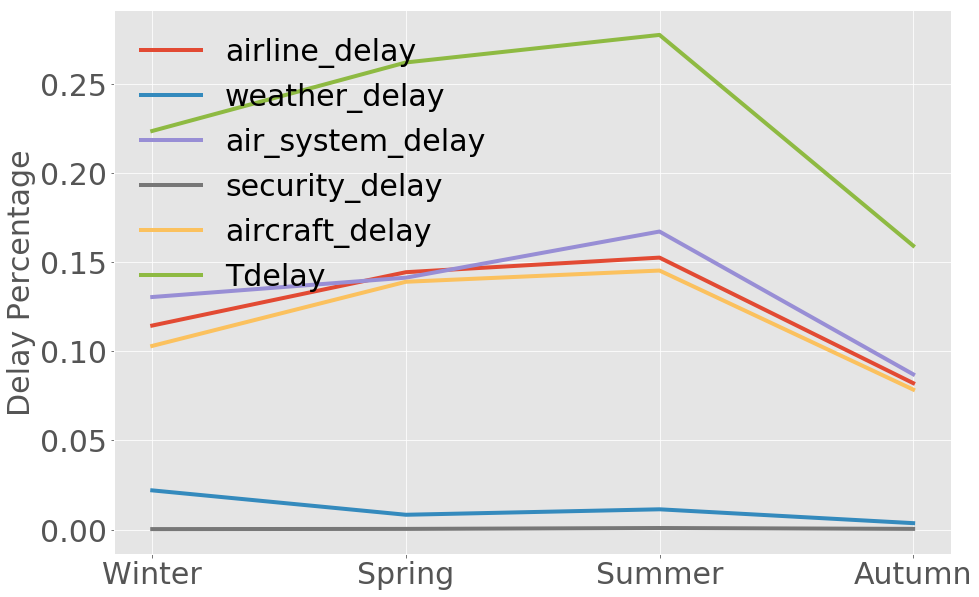 airline_delay
weather_delay
air_system_delay
security_delay
aircraft_delay
Tdelay
Delay Percentage
0.25
0.20
0.15
0.10
0.05
0.00
Winter Spring Summer Autumn